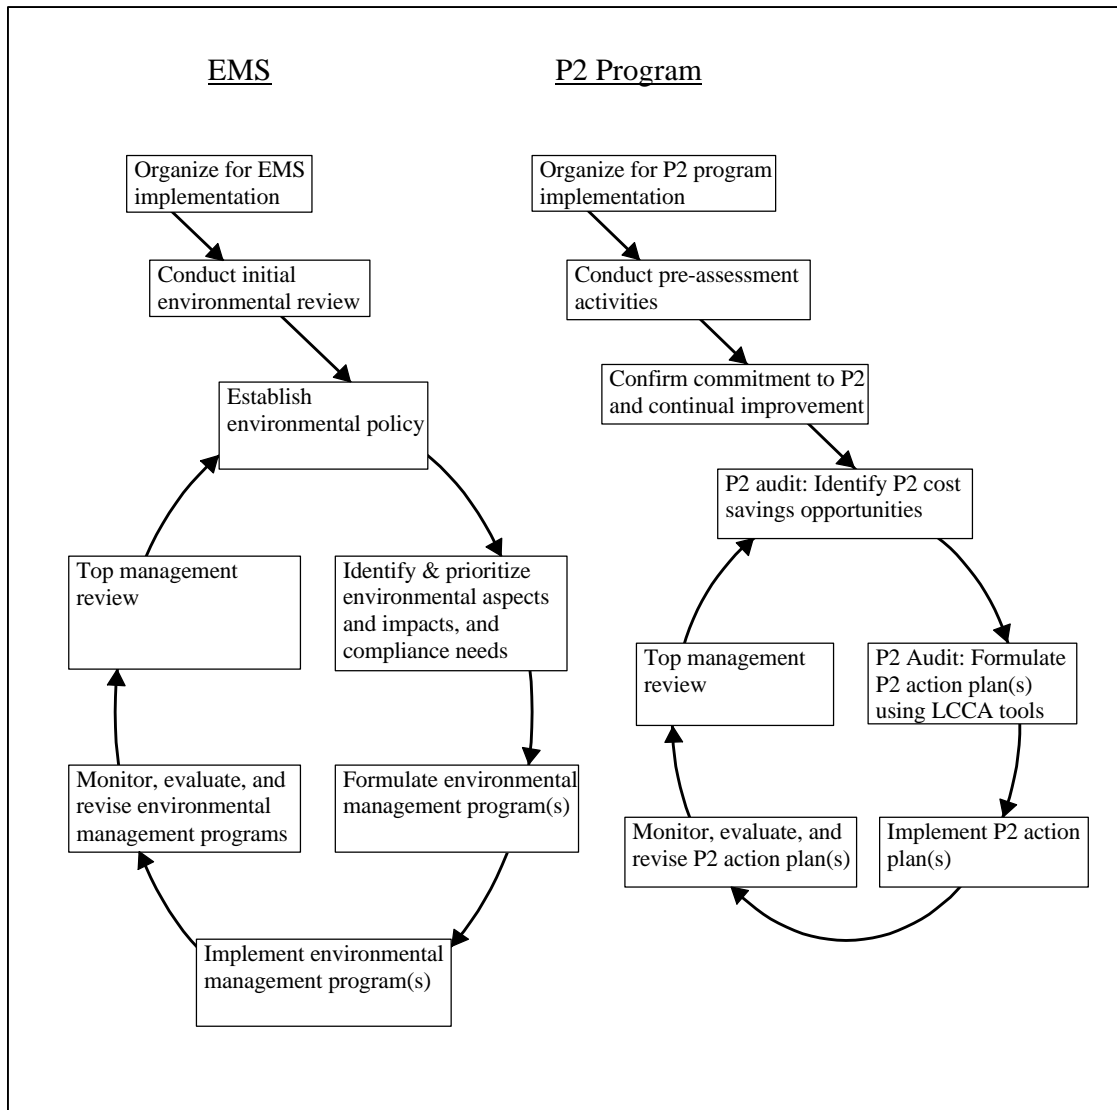 EMS
P2 Program
Organize for EMS
implementation
Conduct initial
environmental review
Establish
environmental policy
Identify & prioritize
environmental aspects
and impacts, and
compliance needs
Formulate environmental
management program(s)
Implement environmental
management program(s)
Monitor, evaluate, and
revise environmental
management programs
Top management
review
Organize for P2 program
implementation
Conduct pre-assessment
activities
Confirm commitment to P2
and continual improvement
P2 audit: Identify P2 cost
savings opportunities
P2 Audit: Formulate
P2 action plan(s)
using LCCA tools
Implement P2 action
plan(s)
Monitor, evaluate, and
revise P2 action plan(s)
Top management
review